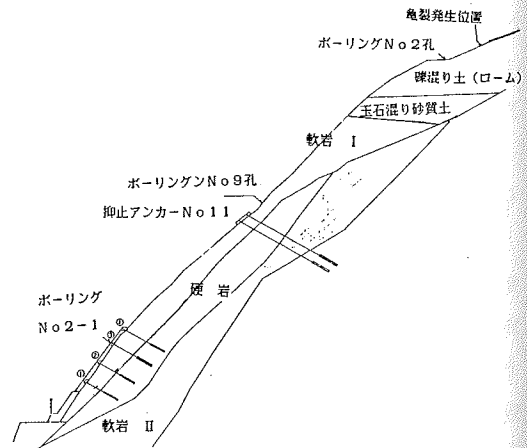 亀裂発生位置
ボーリングNo2孔
礫混り土(ローム)
玉石混り砂質土
軟岩 I
ボーリングンNo9孔
抑止アンカーNo11
硬 岩
ボーリング
No2-1
軟岩 II